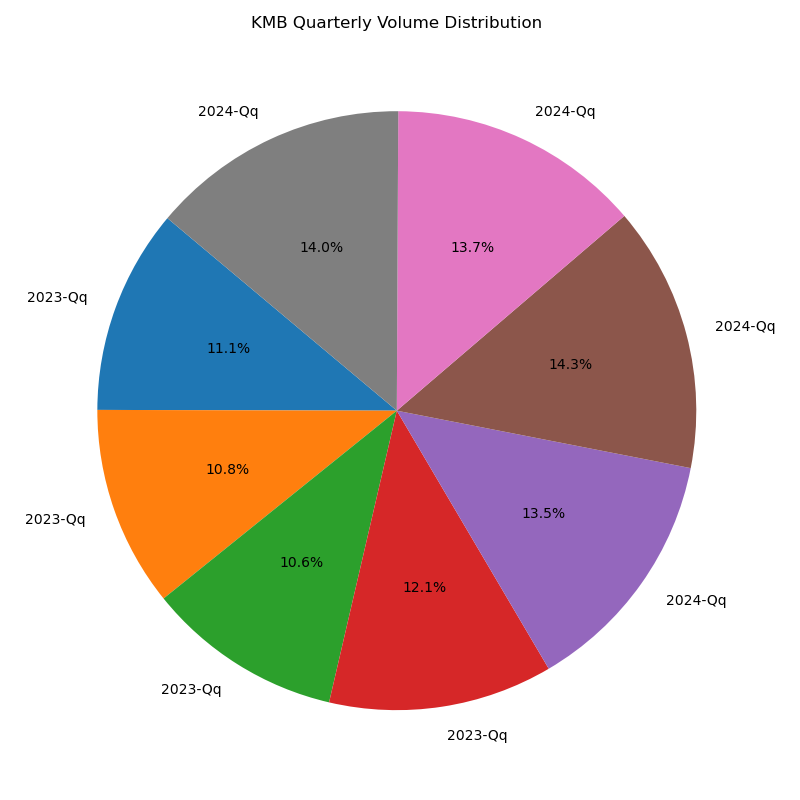 KMB Quarterly Volume Distribution
2024-Qq
2024-Qq
14.0%
13.7%
2023-Qq
2024-Qq
11.1%
14.3%
10.8%
13.5%
2023-Qq
10.6%
12.1%
2024-Qq
2023-Qq
2023-Qq